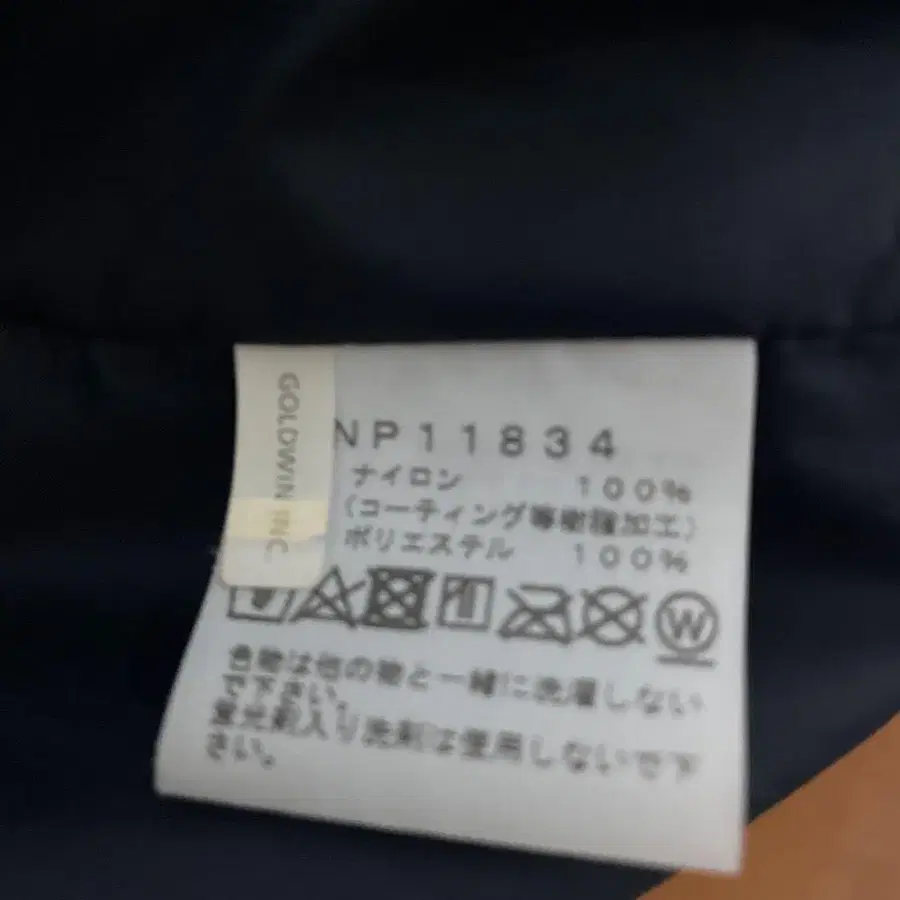 GOLDWIN INC.
NP11834
ナイロン 100%
(コーティング等樹脂加工)
ポリエステル 100%
W
色物は他の物と一緒に洗濯しない
で下さい。
蛍光剤入り洗剤は使用しないで下
さい。